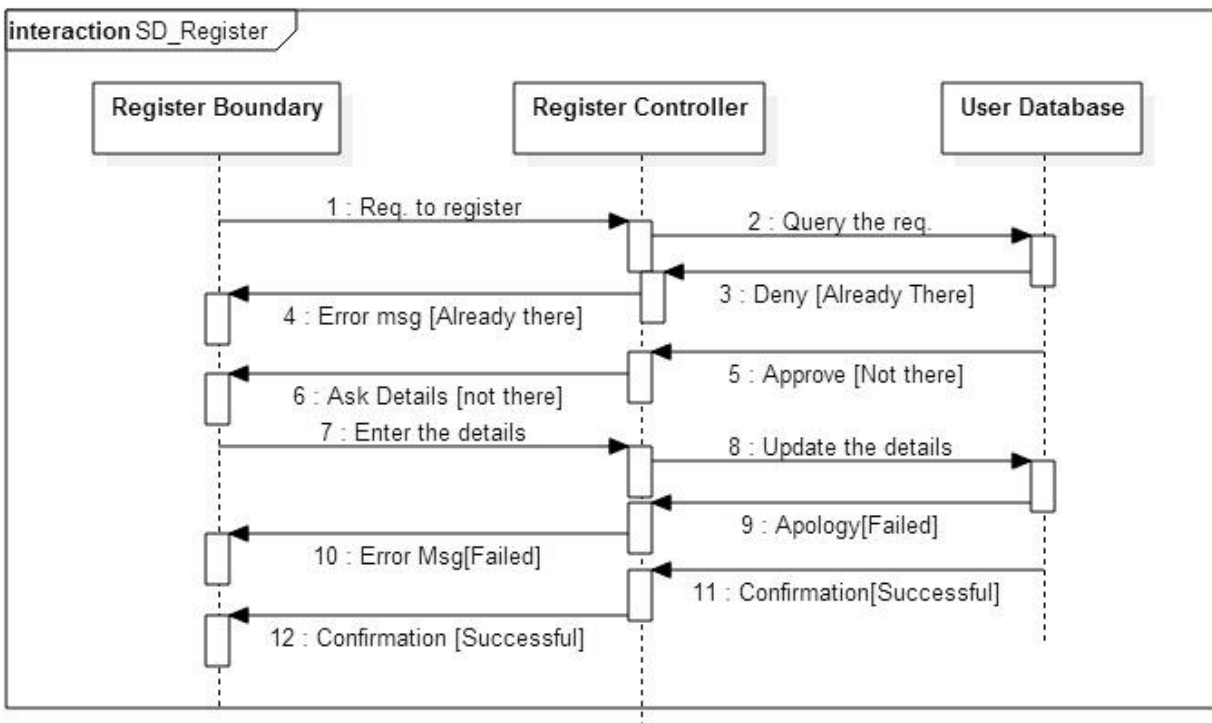 interaction SD_Register
Register Boundary
Register Controller
User Database
1 : Req. to register
2 : Query the req.
3 : Deny [Already There]
4 : Error msg [Already there]
5 : Approve [Not there]
6 : Ask Details [not there]
7 : Enter the details
8 : Update the details
9 : Apology[Failed]
10 : Error Msg[Failed]
11 : Confirmation[Successful]
12 : Confirmation [Successful]